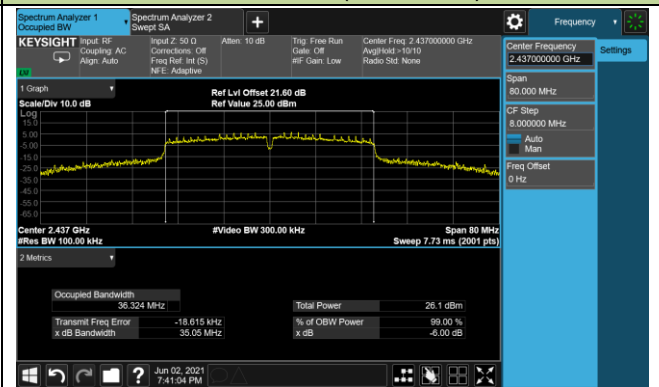 Spectrum Analyzer 1
Occupied BW
Spectrum Analyzer 2
Swept SA
+
Frequency
KEYSIGHT
Input: RF
Coupling: AC
Align: Auto
Input Z: 50 Ω
Corrections: Off
Freq Ref: Int (S)
NFE: Adaptive
Atten: 10 dB
Trig: Free Run
Gate: Off
#IF Gain: Low
Center Freq: 2.437000000 GHz
Avg|Hold:>10/10
Radio Std: None
LV
Center Frequency
2.437000000 GHz
Settings
Span
80.000 MHz
CF Step
8.000000 MHz
Auto
Man
Freq Offset
0 Hz
1 Graph
Scale/Div 10.0 dB
Ref Lvl Offset 21.60 dB
Ref Value 25.00 dBm
Log
15.0
5.00
-5.00
-15.0
-25.0
-35.0
-45.0
-55.0
-65.0
Center 2.437 GHz
#Video BW 300.00 kHz
Span 80 MHz
#Res BW 100.00 kHz
Sweep 7.73 ms (2001 pts)
2 Metrics
Occupied Bandwidth
36.324 MHz
Total Power
26.1 dBm
Transmit Freq Error
-18.615 kHz
% of OBW Power
99.00 %
x dB Bandwidth
35.05 MHz
x dB
-6.00 dB
?
Jun 02, 2021
7:41:04 PM